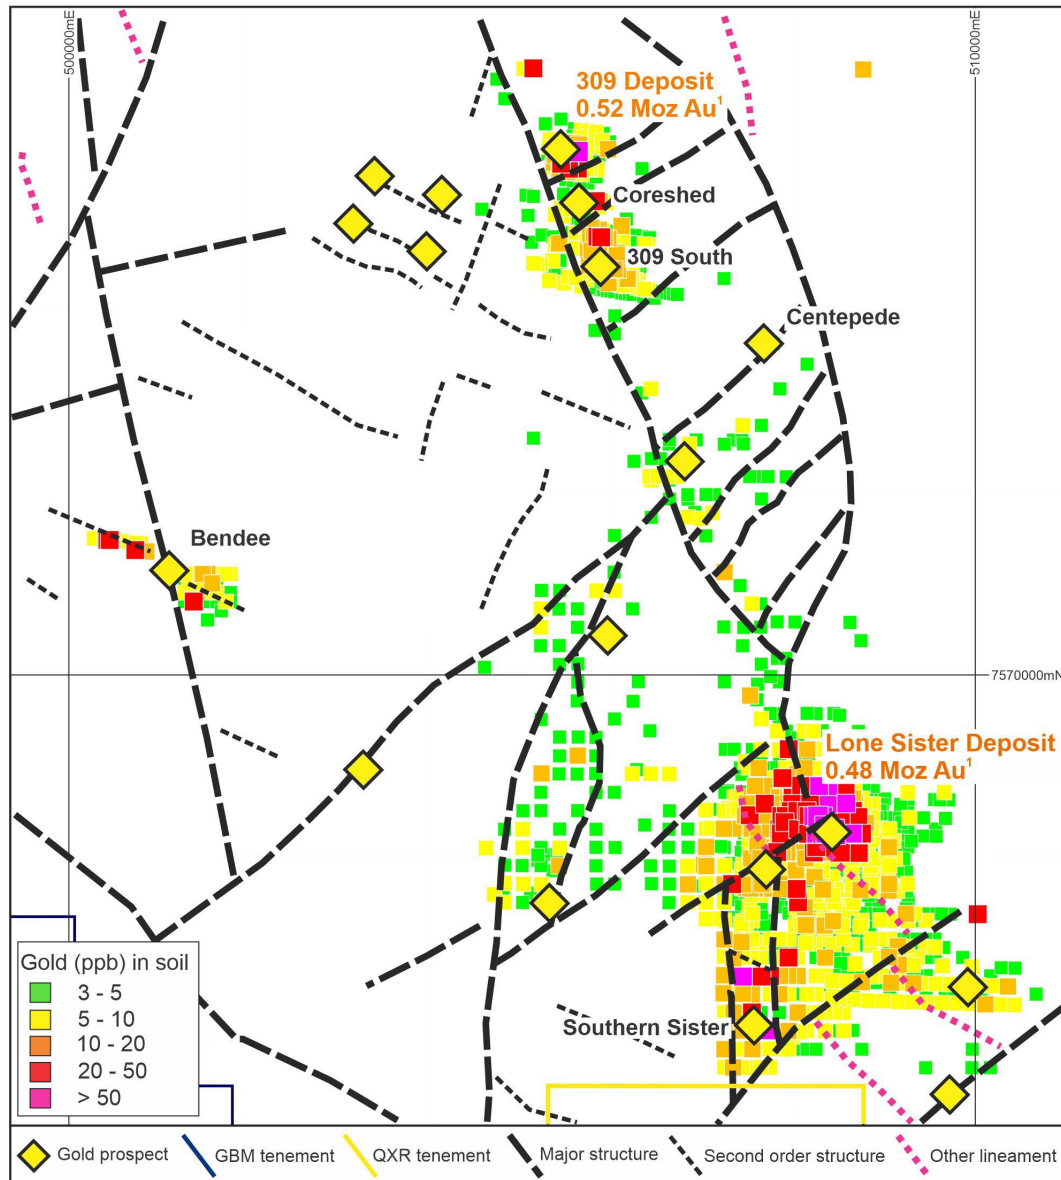 500000mE
510000mE
309 Deposit
0.52 Moz Au¹
Coreshed
309 South
Centepede
Bendee
7570000mN
Lone Sister Deposit
0.48 Moz Au¹
Southern Sister
Gold (ppb) in soil
3 - 5
5 - 10
10 - 20
20 - 50
> 50
Gold prospect
GBM tenement
QXR tenement
Major structure
Second order structure
Other lineament